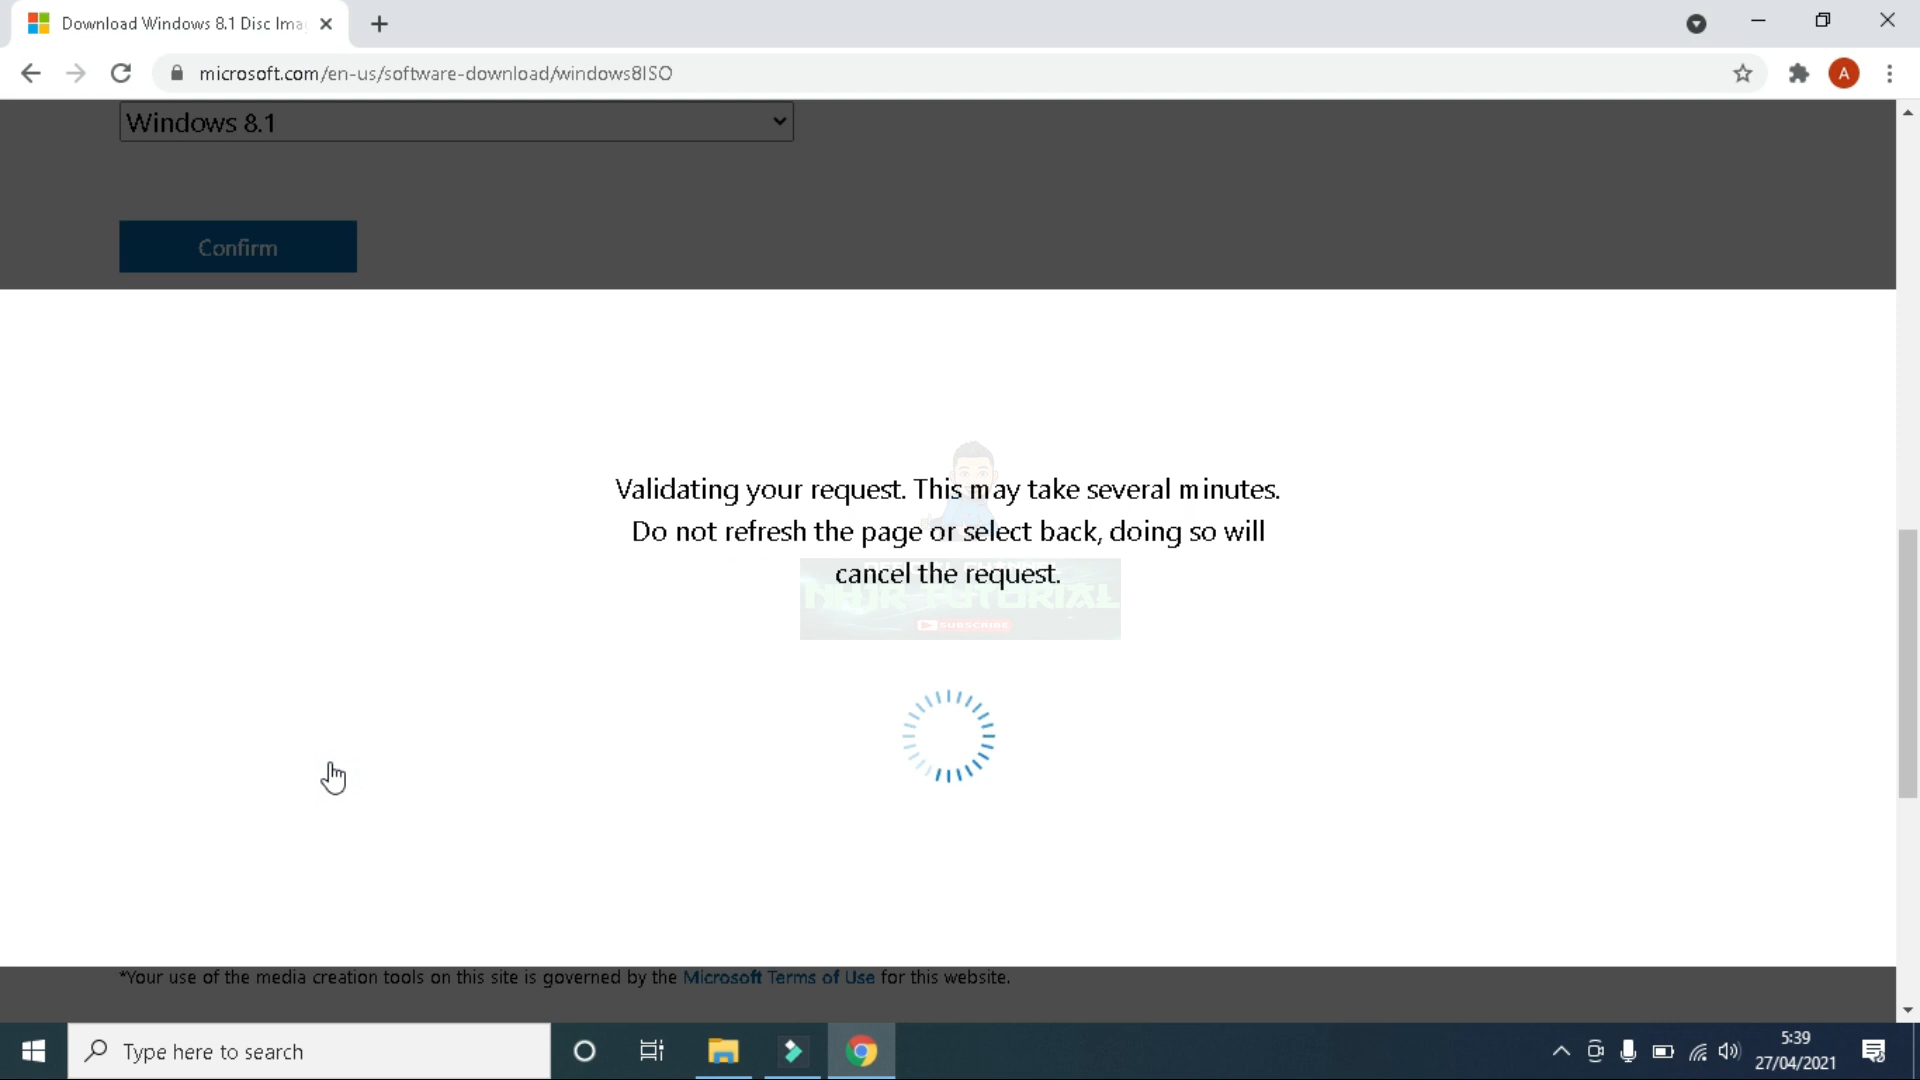 Download Windows 8.1 Disc Ima
microsoft.com/en-us/software-download/windows8ISO
A
Windows 8.1
Confirm
Validating your request. This may take several minutes.
Do not refresh the page or select back, doing so will
cancel the request.
NHJR TUTORIAL
SUBSCRIBE
*Your use of the media creation tools on this site is governed by the Microsoft Terms of Use for this website.
Type here to search
5:39
27/04/2021